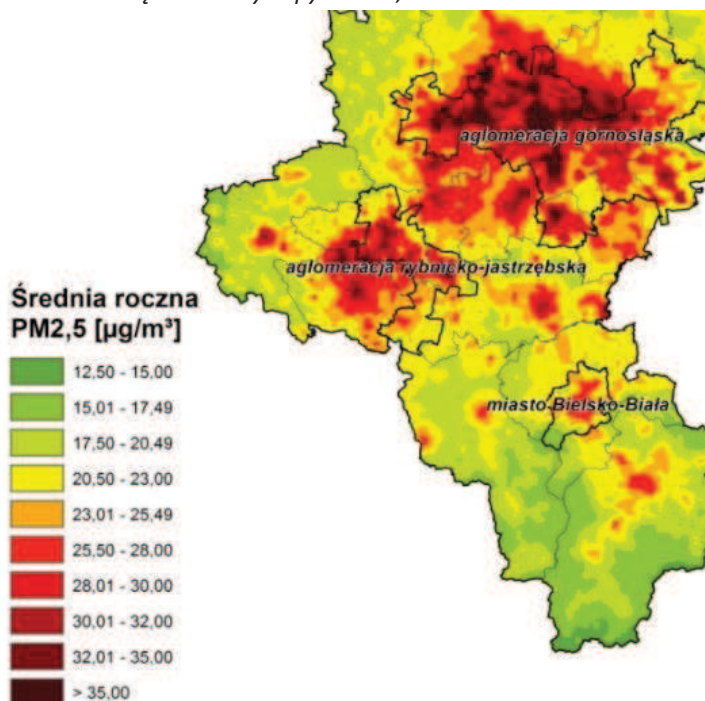 aglomeracja górnośląska
aglomeracja rybnicko-jastrzębska
miasto Bielsko-Biała
Średnia roczna
PM2,5 [µg/m³]
12,50 - 15,00
15,01 - 17,49
17,50 - 20,49
20,50 - 23,00
23,01 - 25,49
25,50 - 28,00
28,01 - 30,00
30,01 - 32,00
32,01 - 35,00
> 35,00